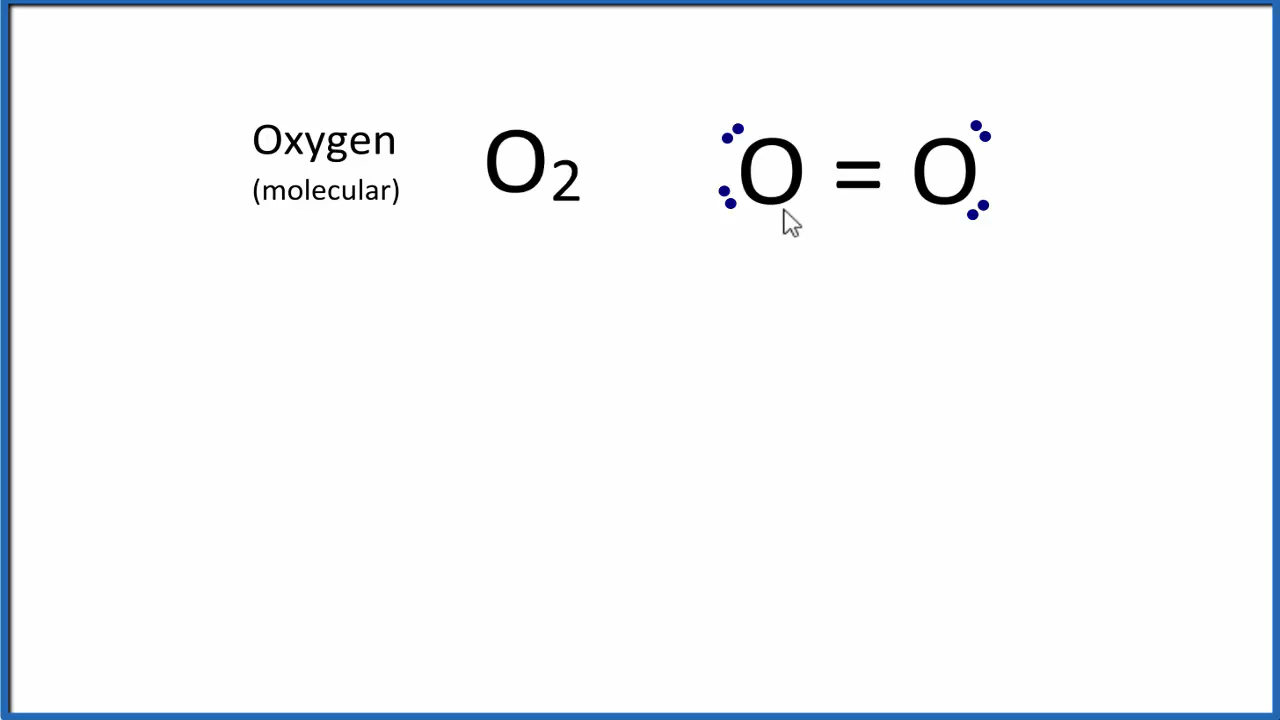 Oxygen
(molecular)
O₂
O = O